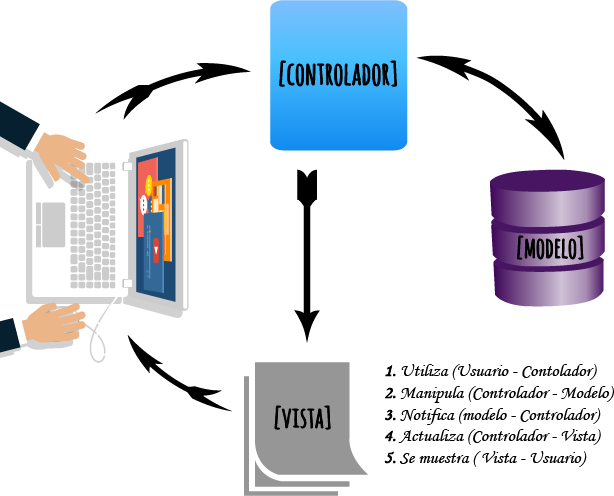 [CONTROLADOR]
[MODELO]
[VISTA]
1. Utiliza (Usuario - Contolador)
2. Manipula (Controlador - Modelo)
3. Notifica (modelo - Controlador)
4. Actualiza (Controlador - Vista)
5. Se muestra ( Vista - Usuario)